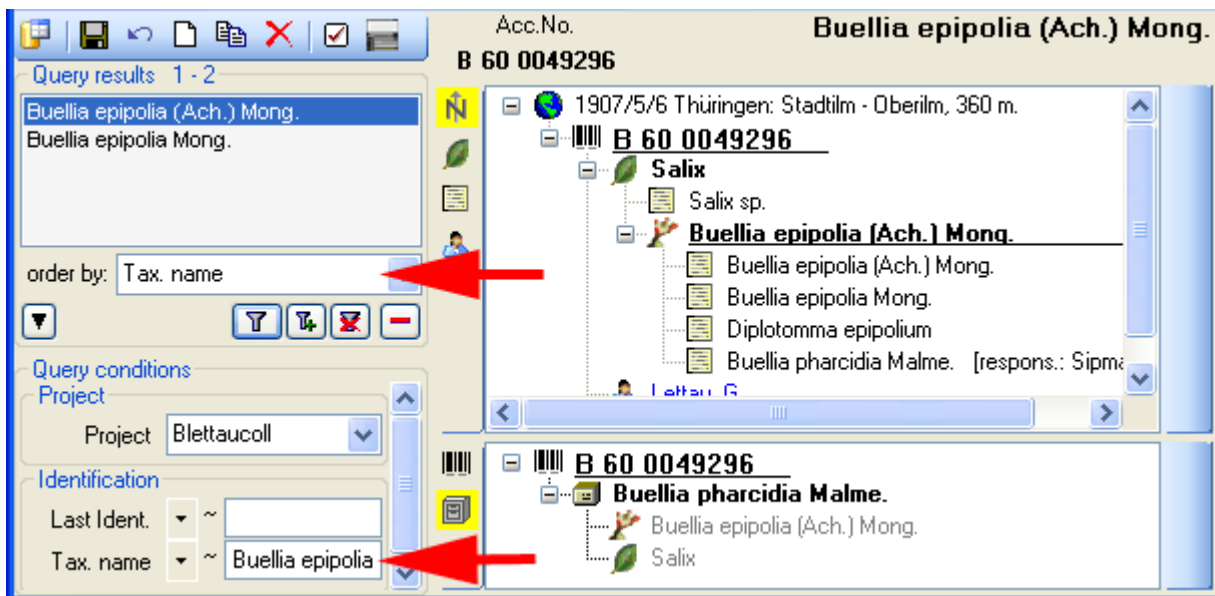 Acc.No.
Buellia epipolia (Ach.) Mong.
B 60 0049296
Query results 1 - 2
Buellia epipolia (Ach.) Mong.
Buellia epipolia Mong.
order by: Tax. name
Query conditions
Project
Project Blettaucoll
Identification
Last Ident. ~
Tax. name ~ Buellia epipolia
1907/5/6 Thüringen: Stadtilm - Oberilm, 360 m.
B 60 0049296
Salix
Salix sp.
Buellia epipolia (Ach.) Mong.
Buellia epipolia (Ach.) Mong.
Buellia epipolia Mong.
Diplotomma epipolium
Buellia pharcidia Malme. [respons.: Sipma
Lettau, G.
B 60 0049296
Buellia pharcidia Malme.
Buellia epipolia (Ach.) Mong.
Salix